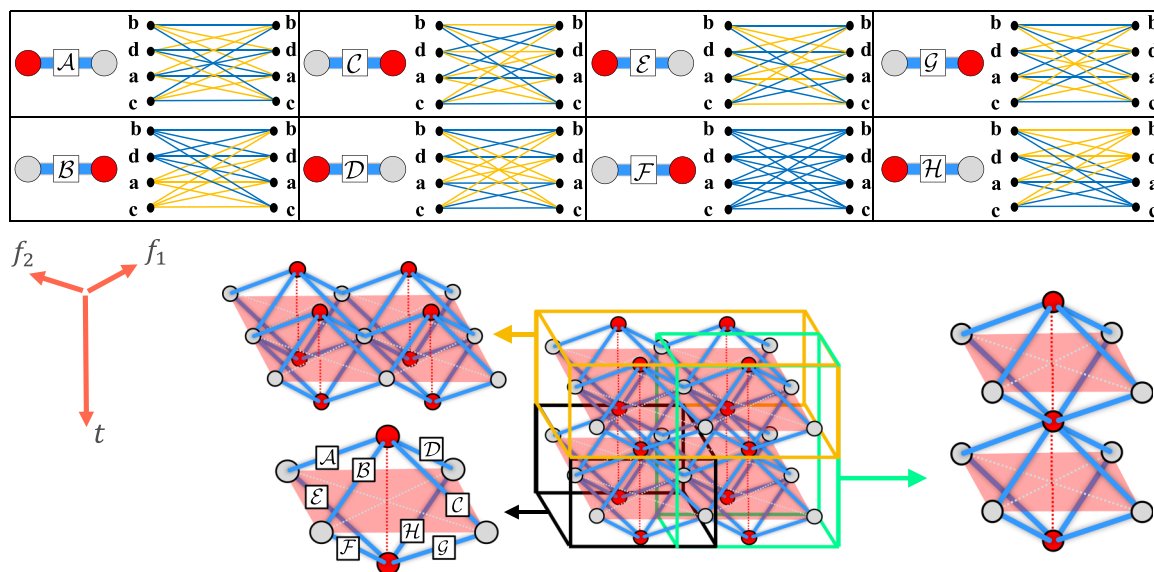 b b b b b b b b
A C E G
d d d d d d d d
a a a a a a a a
c c c c c c c c
b b b b b b b b
B D F H
d d d d d d d d
a a a a a a a a
c c c c c c c c
f₂ f₁
t
A B D
E C
F H G